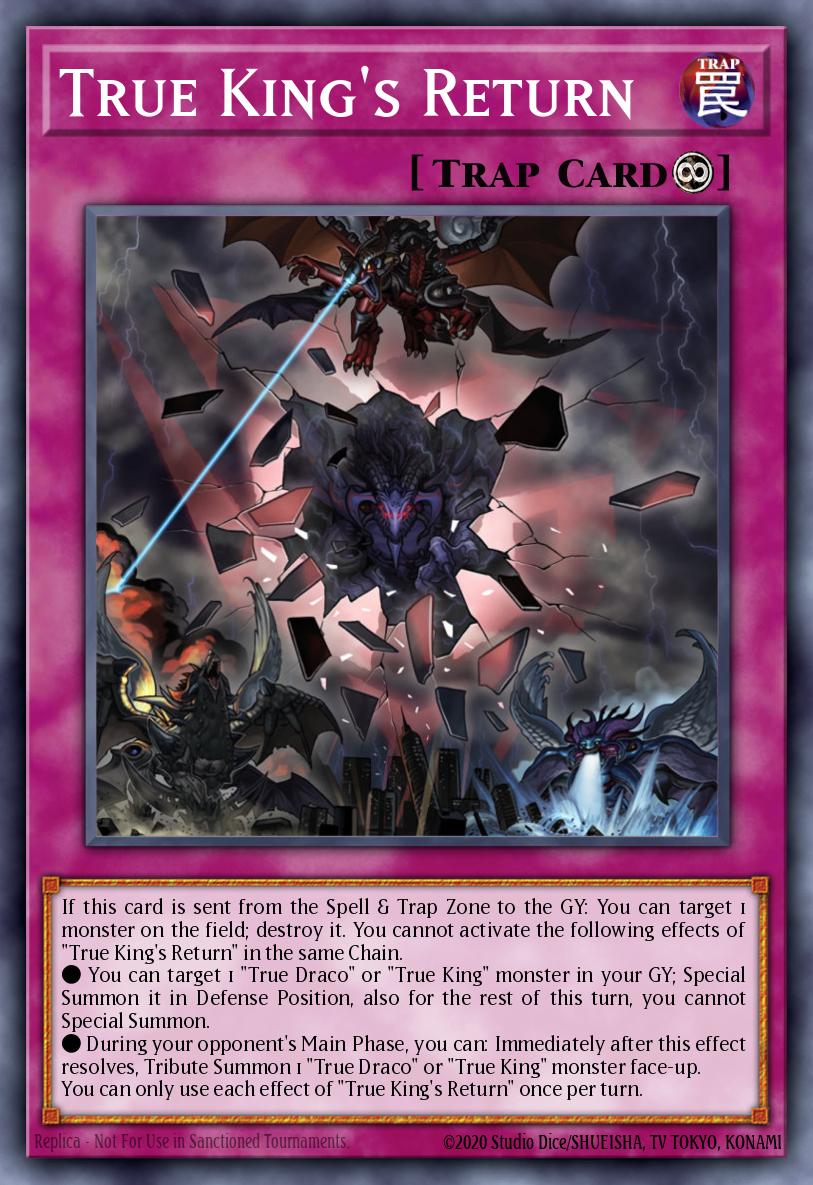 True King's Return
TRAP
罠
[Trap Card]
If this card is sent from the Spell & Trap Zone to the GY: You can target 1
monster on the field; destroy it. You cannot activate the following effects of
"True King's Return" in the same Chain.
● You can target 1 "True Draco" or "True King" monster in your GY; Special
Summon it in Defense Position, also for the rest of this turn, you cannot
Special Summon.
● During your opponent's Main Phase, you can: Immediately after this effect
resolves, Tribute Summon 1 "True Draco" or "True King" monster face-up.
You can only use each effect of "True King's Return" once per turn.
Replica - Not For Use in Sanctioned Tournaments.
©2020 Studio Dice/SHUEISHA, TV TOKYO, KONAMI